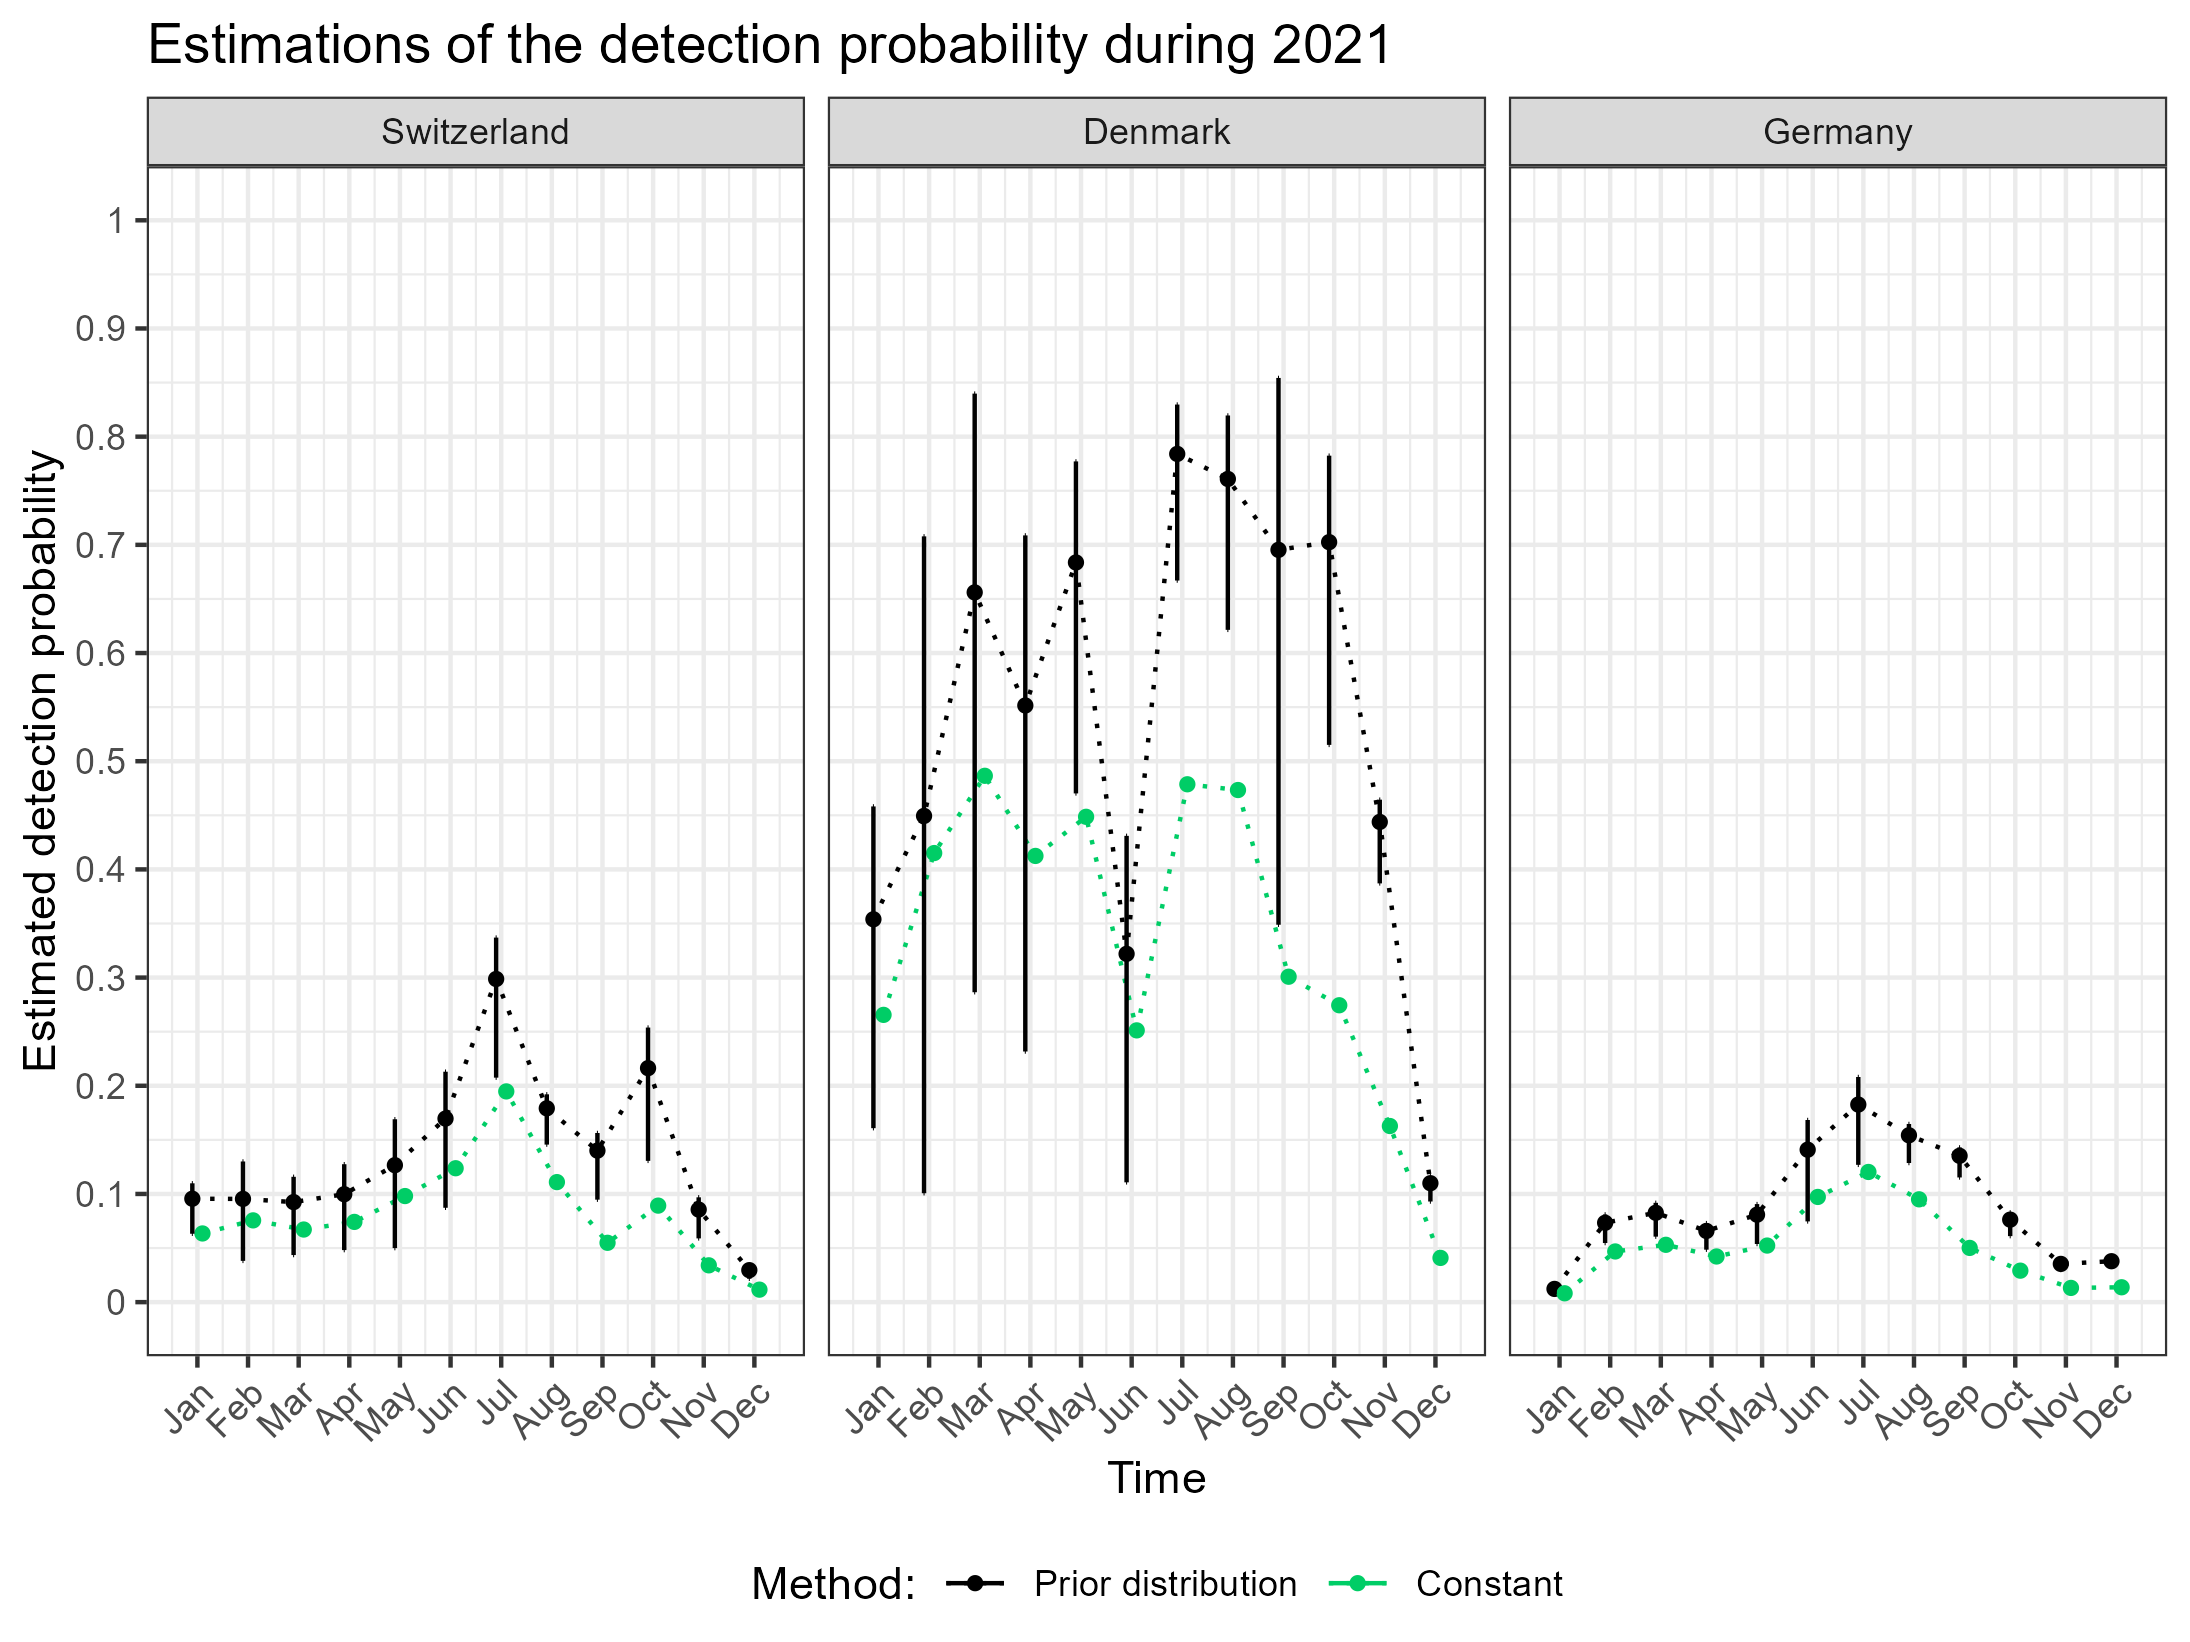 Estimations of the detection probability during 2021
Switzerland
Denmark
Germany
Estimated detection probability
1
0.9
0.8
0.7
0.6
0.5
0.4
0.3
0.2
0.1
0
Jan Feb Mar Apr May Jun Jul Aug Sep Oct Nov Dec
Jan Feb Mar Apr May Jun Jul Aug Sep Oct Nov Dec
Jan Feb Mar Apr May Jun Jul Aug Sep Oct Nov Dec
Time
Method: Prior distribution Constant